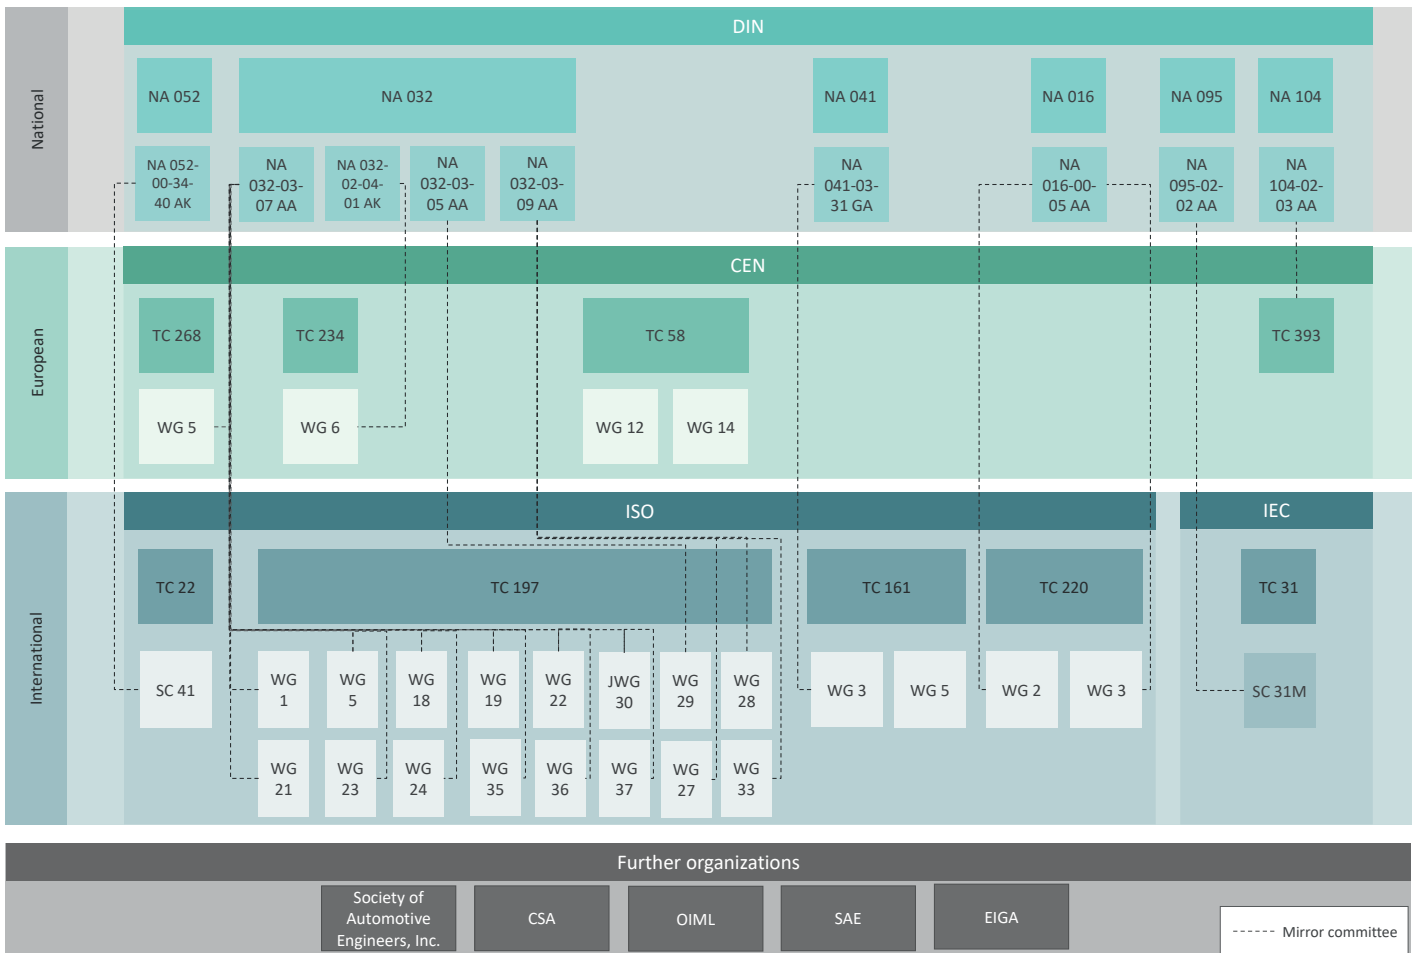 National
DIN
NA 052
NA 032
NA 041
NA 016
NA 095
NA 104
NA 052-
00-34-
40 AK
NA
032-03-
07 AA
NA 032-
02-04-
01 AK
NA
032-03-
05 AA
NA
032-03-
09 AA
NA
041-03-
31 GA
NA
016-00-
05 AA
NA
095-02-
02 AA
NA
104-02-
03 AA
European
CEN
TC 268
TC 234
TC 58
TC 393
WG 5
WG 6
WG 12
WG 14
International
ISO
IEC
TC 22
TC 197
TC 161
TC 220
TC 31
SC 41
WG
1
WG
5
WG
18
WG
19
WG
22
JWG
30
WG
29
WG
28
WG 3
WG 5
WG 2
WG 3
SC 31M
WG
21
WG
23
WG
24
WG
35
WG
36
WG
37
WG
27
WG
33
Further organizations
Society of
Automotive
Engineers, Inc.
CSA
OIML
SAE
EIGA
Mirror committee